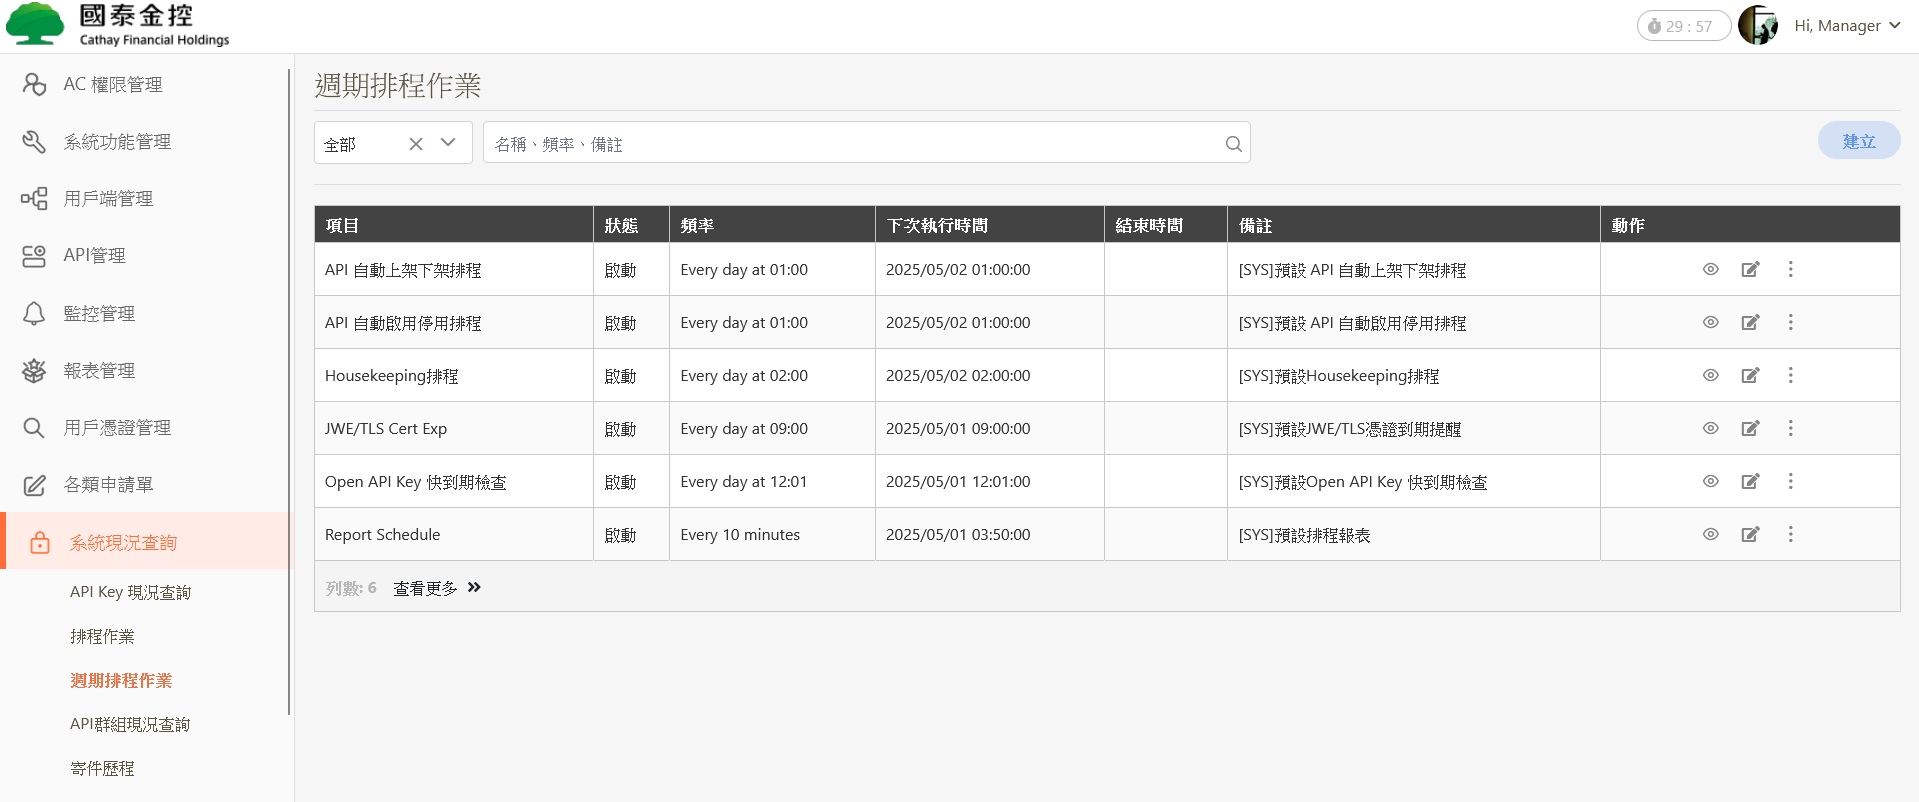 國泰金控
Cathay Financial Holdings
29 : 57
Hi, Manager
AC 權限管理
系統功能管理
用戶端管理
API管理
監控管理
報表管理
用戶憑證管理
各類申請單
系統現況查詢
API Key 現況查詢
排程作業
週期排程作業
API群組現況查詢
寄件歷程
週期排程作業
全部
名稱、頻率、備註
建立
項目 狀態 頻率 下次執行時間 結束時間 備註 動作
API 自動上架下架排程 啟動 Every day at 01:00 2025/05/02 01:00:00 [SYS]預設 API 自動上架下架排程
API 自動啟用停用排程 啟動 Every day at 01:00 2025/05/02 01:00:00 [SYS]預設 API 自動啟用停用排程
Housekeeping排程 啟動 Every day at 02:00 2025/05/02 02:00:00 [SYS]預設Housekeeping排程
JWE/TLS Cert Exp 啟動 Every day at 09:00 2025/05/01 09:00:00 [SYS]預設JWE/TLS憑證到期提醒
Open API Key 快到期檢查 啟動 Every day at 12:01 2025/05/01 12:01:00 [SYS]預設Open API Key 快到期檢查
Report Schedule 啟動 Every 10 minutes 2025/05/01 03:50:00 [SYS]預設排程報表
列數: 6 查看更多